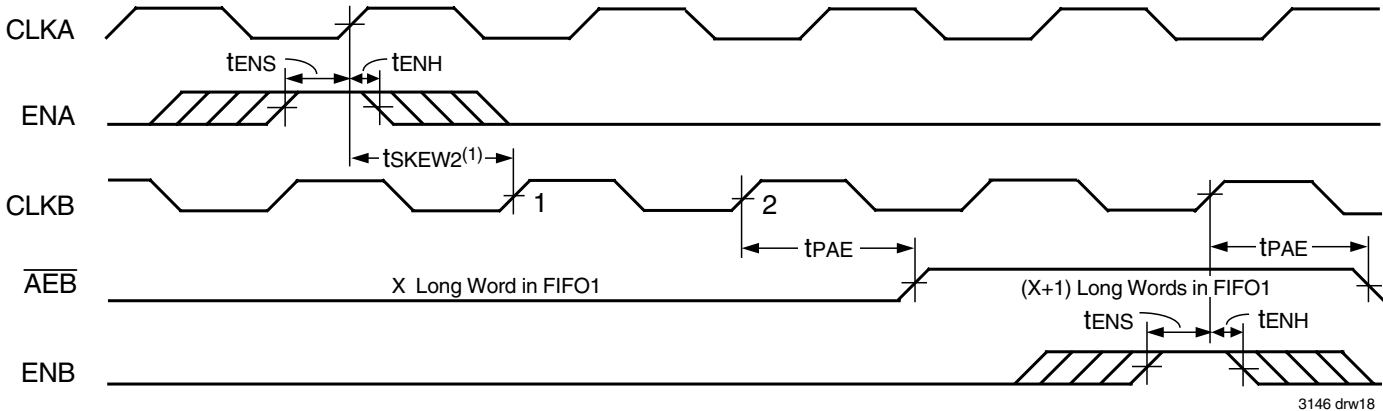 CLKA
tENS tENH
ENA
tSKEW2(1)
CLKB 1 2
tPAE tPAE
AEB X Long Word in FIFO1 (X+1) Long Words in FIFO1
tENS tENH
ENB
3146 drw18